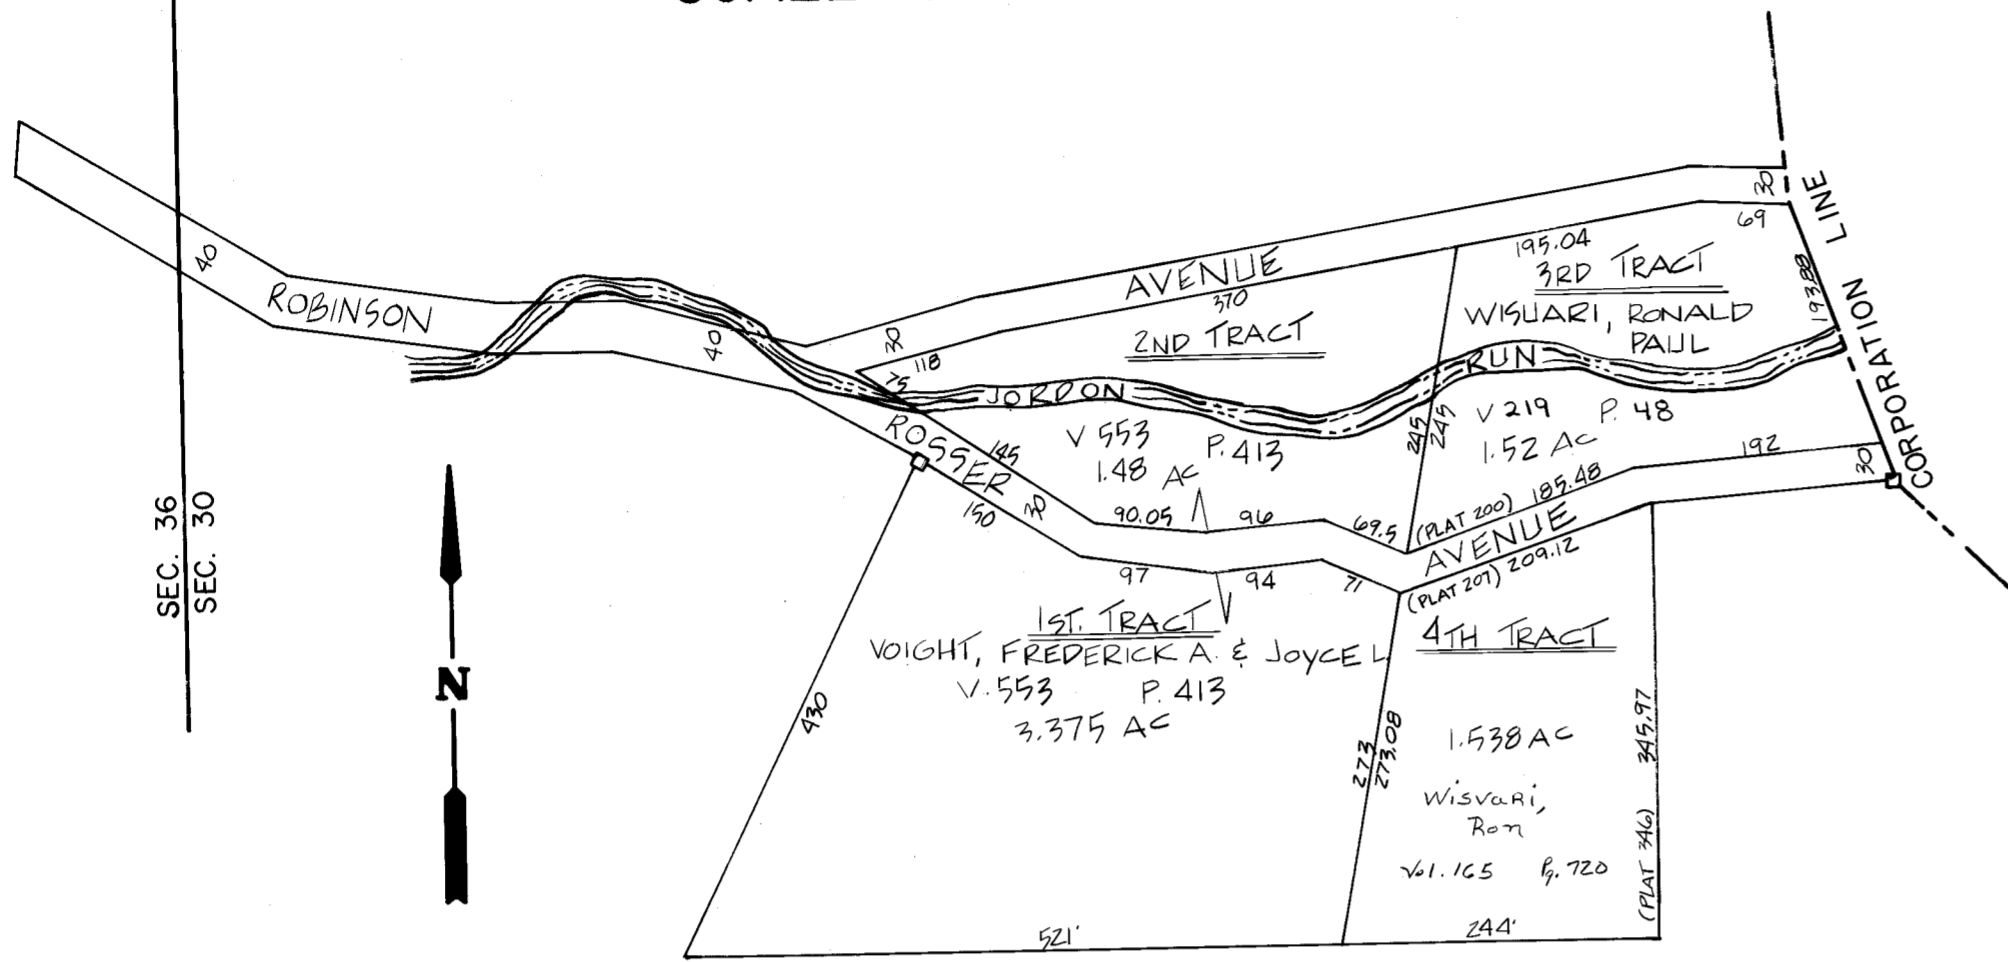 SEC. 36
SEC. 30
40
ROBINSON
40
30
AVENUE
370
118
75
2ND TRACT
JORDON
RUN
V 553 P. 413
1.48 AC
195.04
69
30
3RD TRACT
WISUARI, RONALD
PAUL
193.88
CORPORATION LINE
V 219 P. 48
1.52 AC
245
245
192
30
ROSSER
145
150
30
90.05
96
69.5
(PLAT 200) 185.48
AVENUE
(PLAT 207) 209.12
97
94
71
1ST. TRACT
VOIGHT, FREDERICK A. & JOYCE L
V. 553 P. 413
3.375 AC
430
273
273.08
4TH TRACT
1.538 AC
Wisvari,
Ron
Vol. 165 Pg. 720
(PLAT 346) 345.97
521'
244'
N